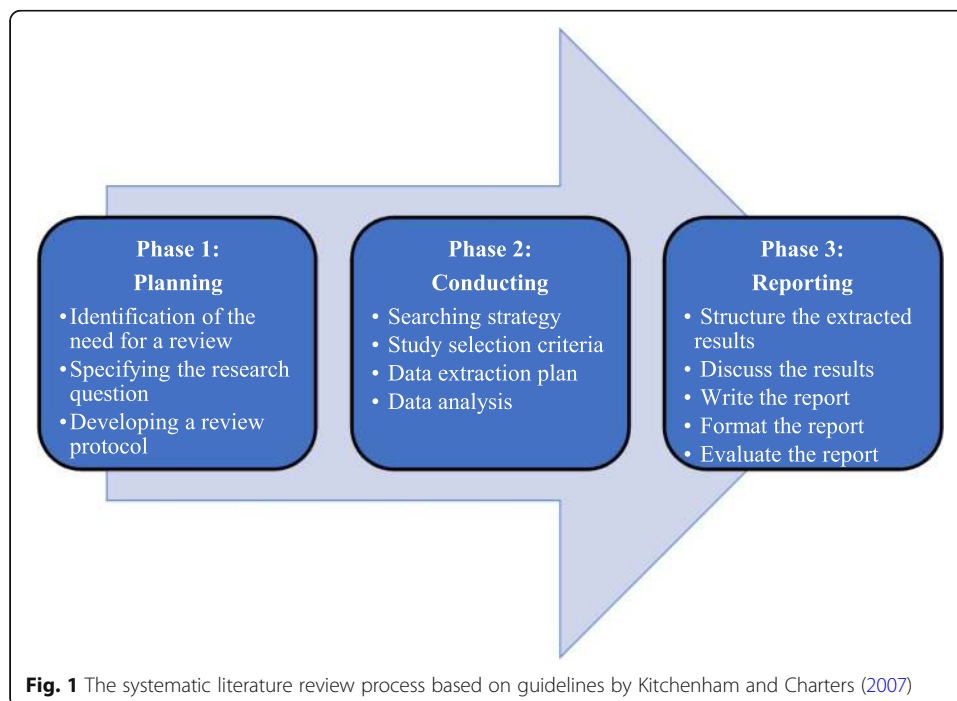 Phase 1:
Planning
•Identification of the
need for a review
•Specifying the research
question
•Developing a review
protocol
Phase 2:
Conducting
• Searching strategy
• Study selection criteria
• Data extraction plan
• Data analysis
Phase 3:
Reporting
• Structure the extracted
results
• Discuss the results
• Write the report
• Format the report
• Evaluate the report
Fig. 1 The systematic literature review process based on guidelines by Kitchenham and Charters (2007)